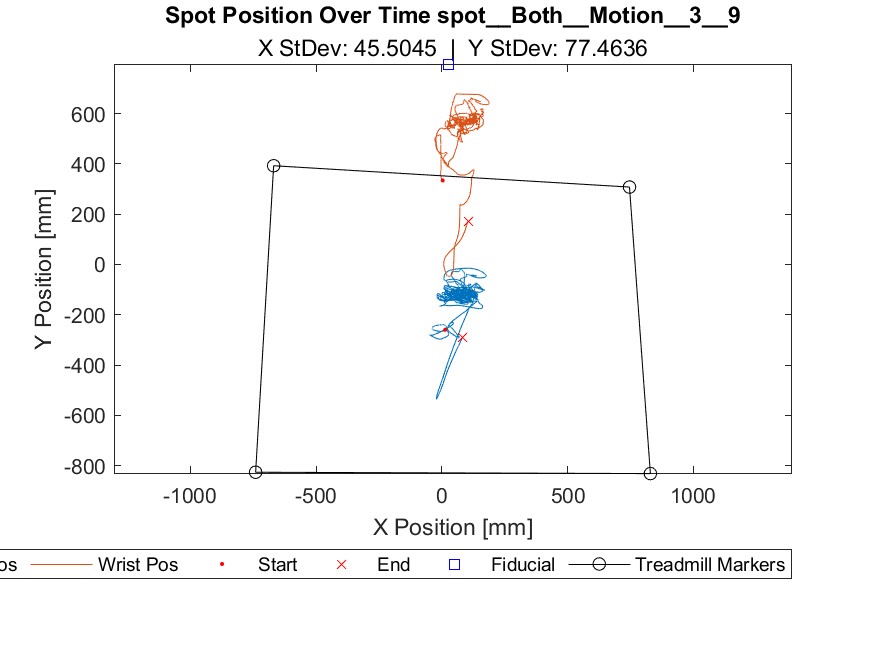 Spot Position Over Time spot__Both__Motion__3__9
X StDev: 45.5045 | Y StDev: 77.4636
600
400
200
0
-200
-400
-600
-800
Y Position [mm]
-1000 -500 0 500 1000
X Position [mm]
os Wrist Pos Start End Fiducial Treadmill Markers